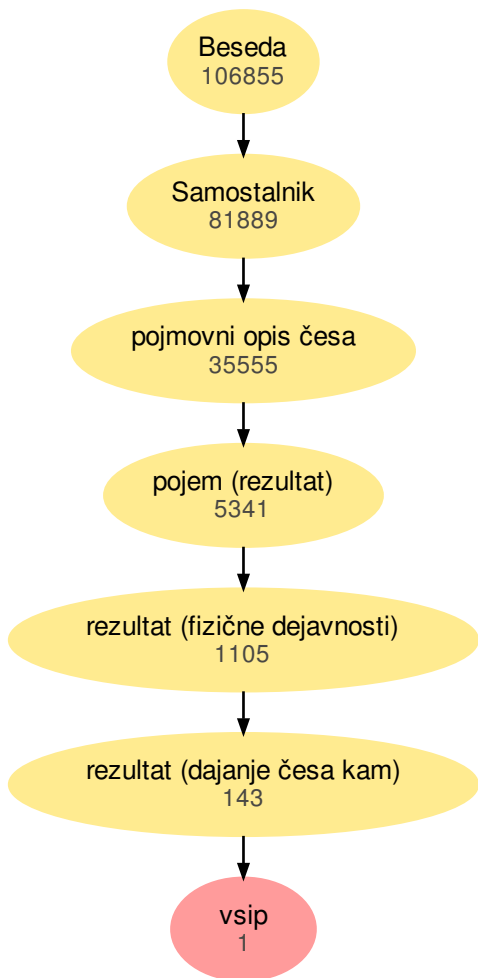 Beseda
106855
Samostalnik
81889
pojmovni opis česa
35555
pojem (rezultat)
5341
rezultat (fizične dejavnosti)
1105
rezultat (dajanje česa kam)
143
vsip
1